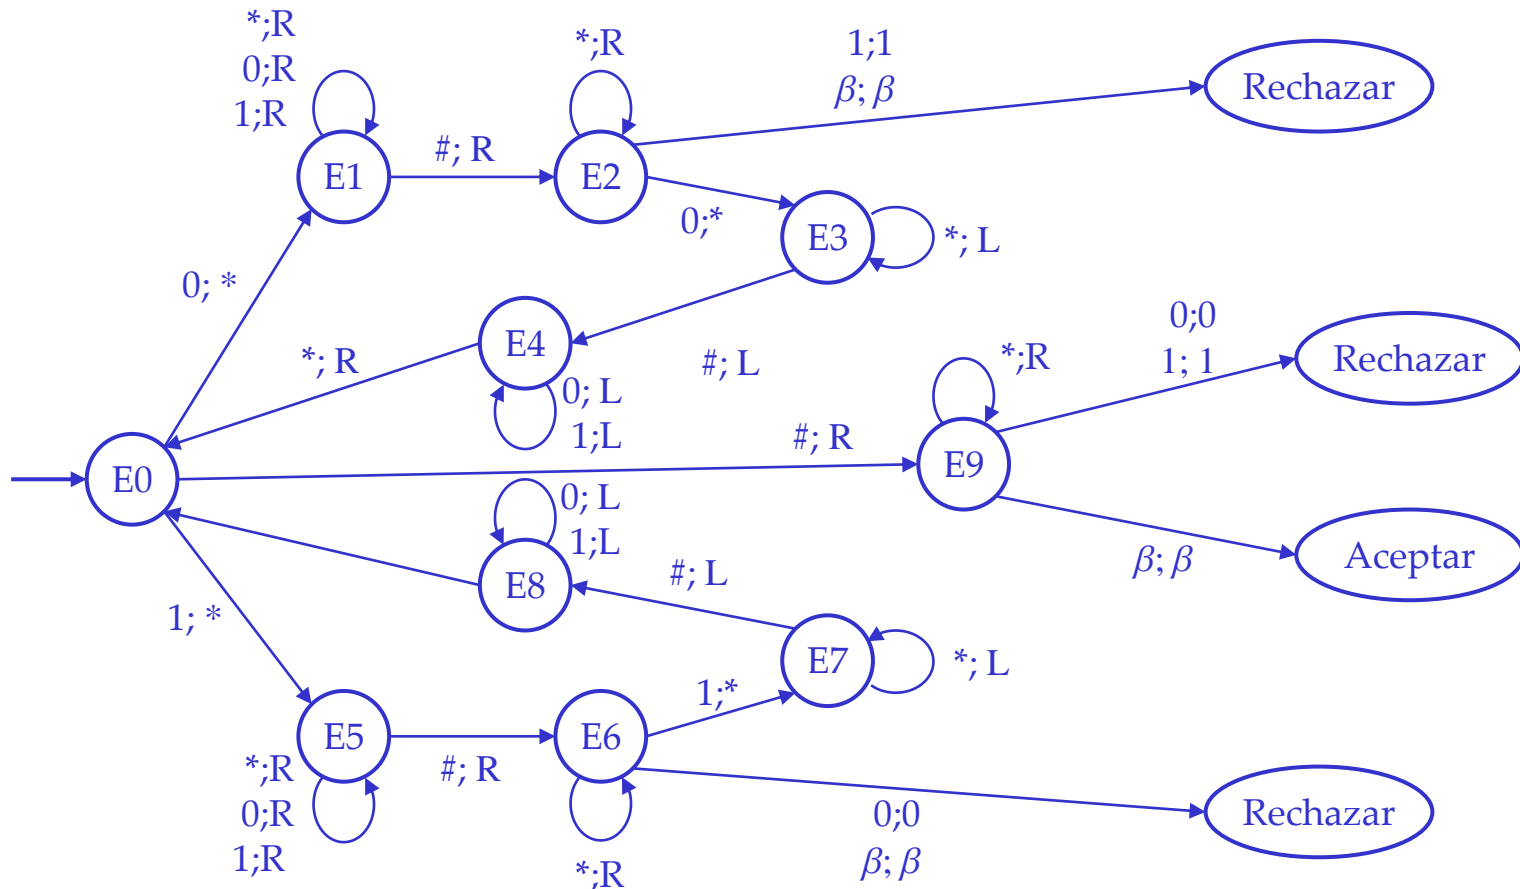 *;R
0;R
1;R
*;R
1;1
β; β
Rechazar
E1
#; R
E2
0;*
E3
*; L
0; *
E4
*; R
0; L
1;L
#; L
0;0
1; 1
*;R
Rechazar
E0
#; R
E9
0; L
1;L
β; β
Aceptar
E8
#; L
1; *
E7
*; L
1;*
E5
#; R
E6
*;R
0;R
1;R
*;R
0;0
β; β
Rechazar